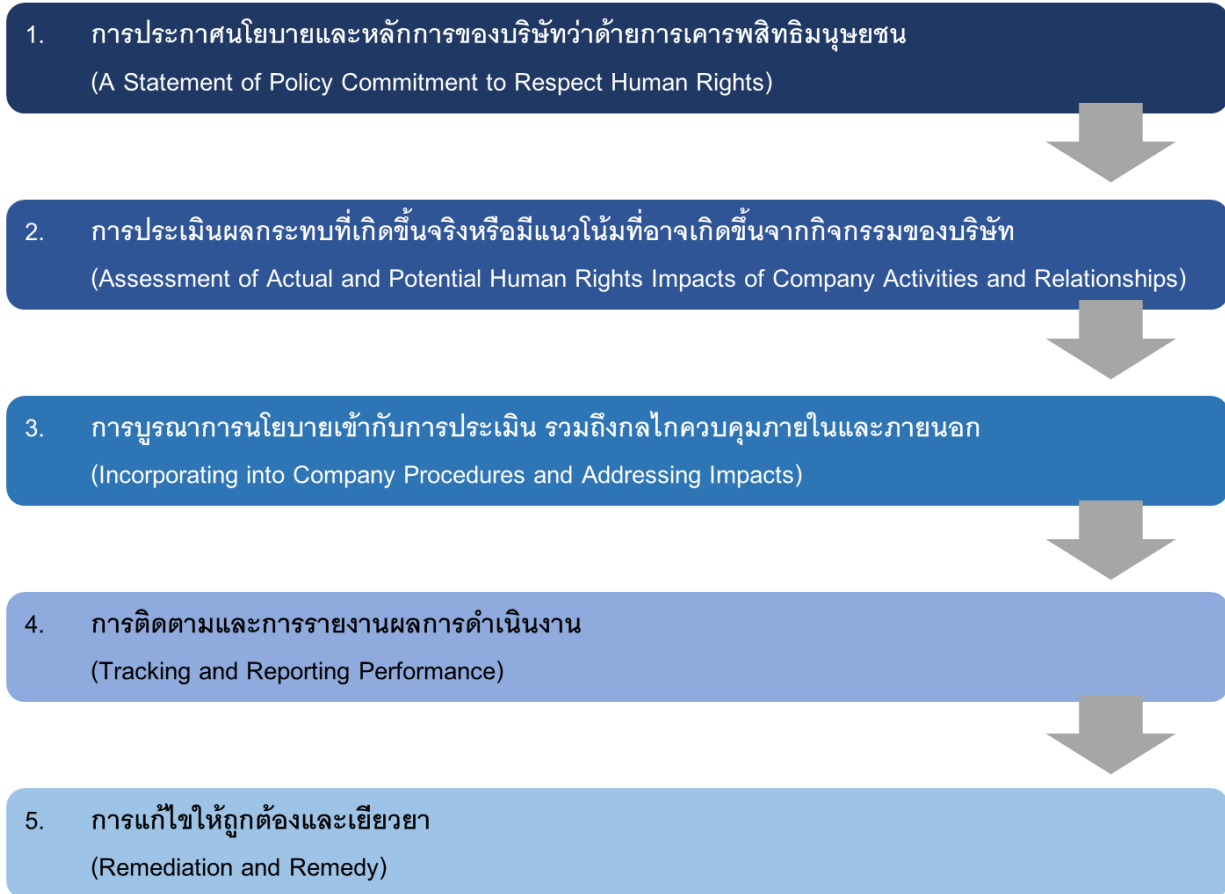 1. การประกาศนโยบายและหลักการของบริษัทว่าด้วยการเคารพสิทธิมนุษยชน
(A Statement of Policy Commitment to Respect Human Rights)
2. การประเมินผลกระทบที่เกิดขึ้นจริงหรือมีแนวโน้มที่อาจเกิดขึ้นจากกิจกรรมของบริษัท
(Assessment of Actual and Potential Human Rights Impacts of Company Activities and Relationships)
3. การบูรณาการนโยบายเข้ากับการประเมิน รวมถึงกลไกควบคุมภายในและภายนอก
(Incorporating into Company Procedures and Addressing Impacts)
4. การติดตามและการรายงานผลการดำเนินงาน
(Tracking and Reporting Performance)
5. การแก้ไขให้ถูกต้องและเยียวยา
(Remediation and Remedy)